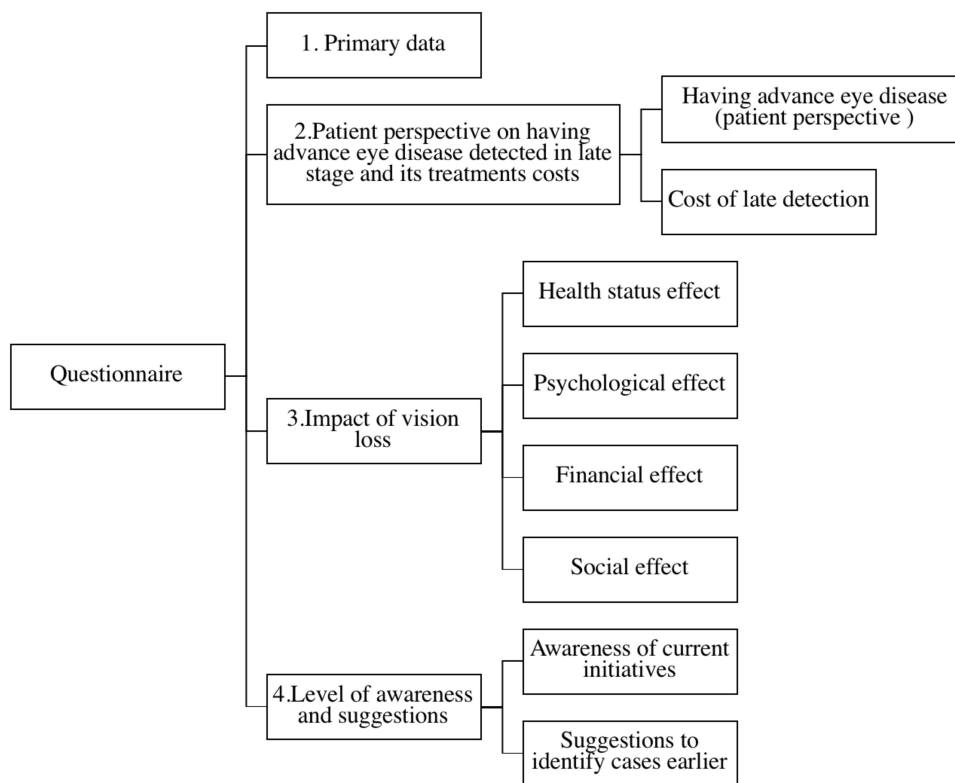 Questionnaire
1. Primary data
2.Patient perspective on having
advance eye disease detected in late
stage and its treatments costs
Having advance eye disease
(patient perspective )
Cost of late detection
3.Impact of vision
loss
Health status effect
Psychological effect
Financial effect
Social effect
4.Level of awareness
and suggestions
Awareness of current
initiatives
Suggestions to
identify cases earlier